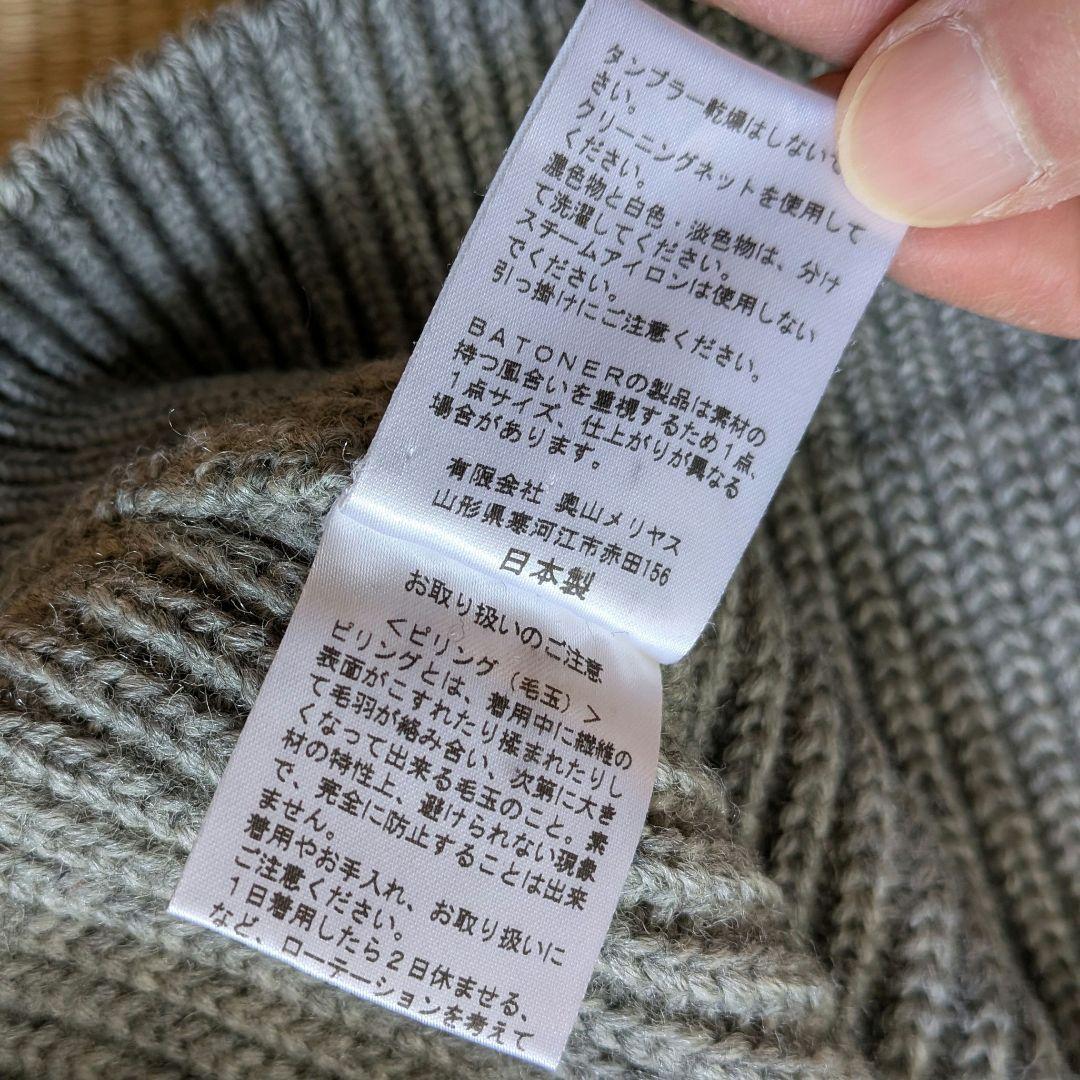 タンブラー乾燥はしないで
さい。
クリーニングネットを使用して
ください。
濃色物と白色・淡色物は、分け
て洗濯してください。
スチームアイロンは使用しない
でください。
引っ掛けにご注意ください。
BATONERの製品は素材の
持つ風合いを重視するため1点、
1点サイズ、仕上がりが異なる
場合があります。
有限会社 奥山メリヤス
山形県寒河江市赤田156
日本製
お取り扱いのご注意
＜ピリング（毛玉）＞
ピリングとは、着用中に繊維の
表面がこすれたり揉まれたりし
て毛羽が絡み合い、次第に大き
くなって出来る毛玉のこと。素
材の特性上、避けられない現象
で、完全に防止することは出来
ません。
着用やお手入れ、お取り扱いに
ご注意ください。
1日着用したら2日休ませる、
など、ローテーションを考えて